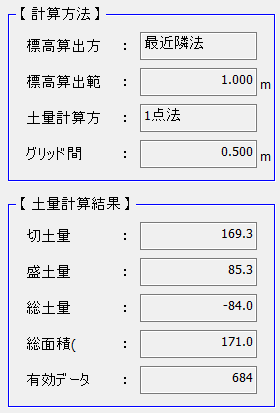 【 計算方法 】
標高算出方 : 最近隣法
標高算出範 : 1.000 m
土量計算方 : 1点法
グリッド間 : 0.500 m
【 土量計算結果 】
切土量 : 169.3
盛土量 : 85.3
総土量 : -84.0
総面積( : 171.0
有効データ : 684